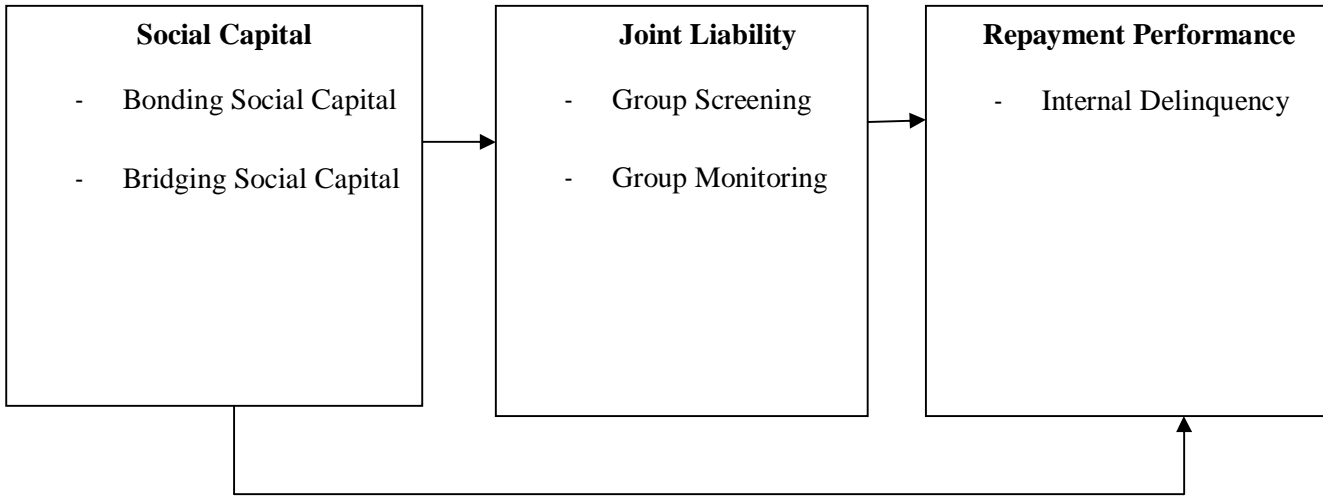 Social Capital
- Bonding Social Capital
- Bridging Social Capital
Joint Liability
- Group Screening
- Group Monitoring
Repayment Performance
- Internal Delinquency